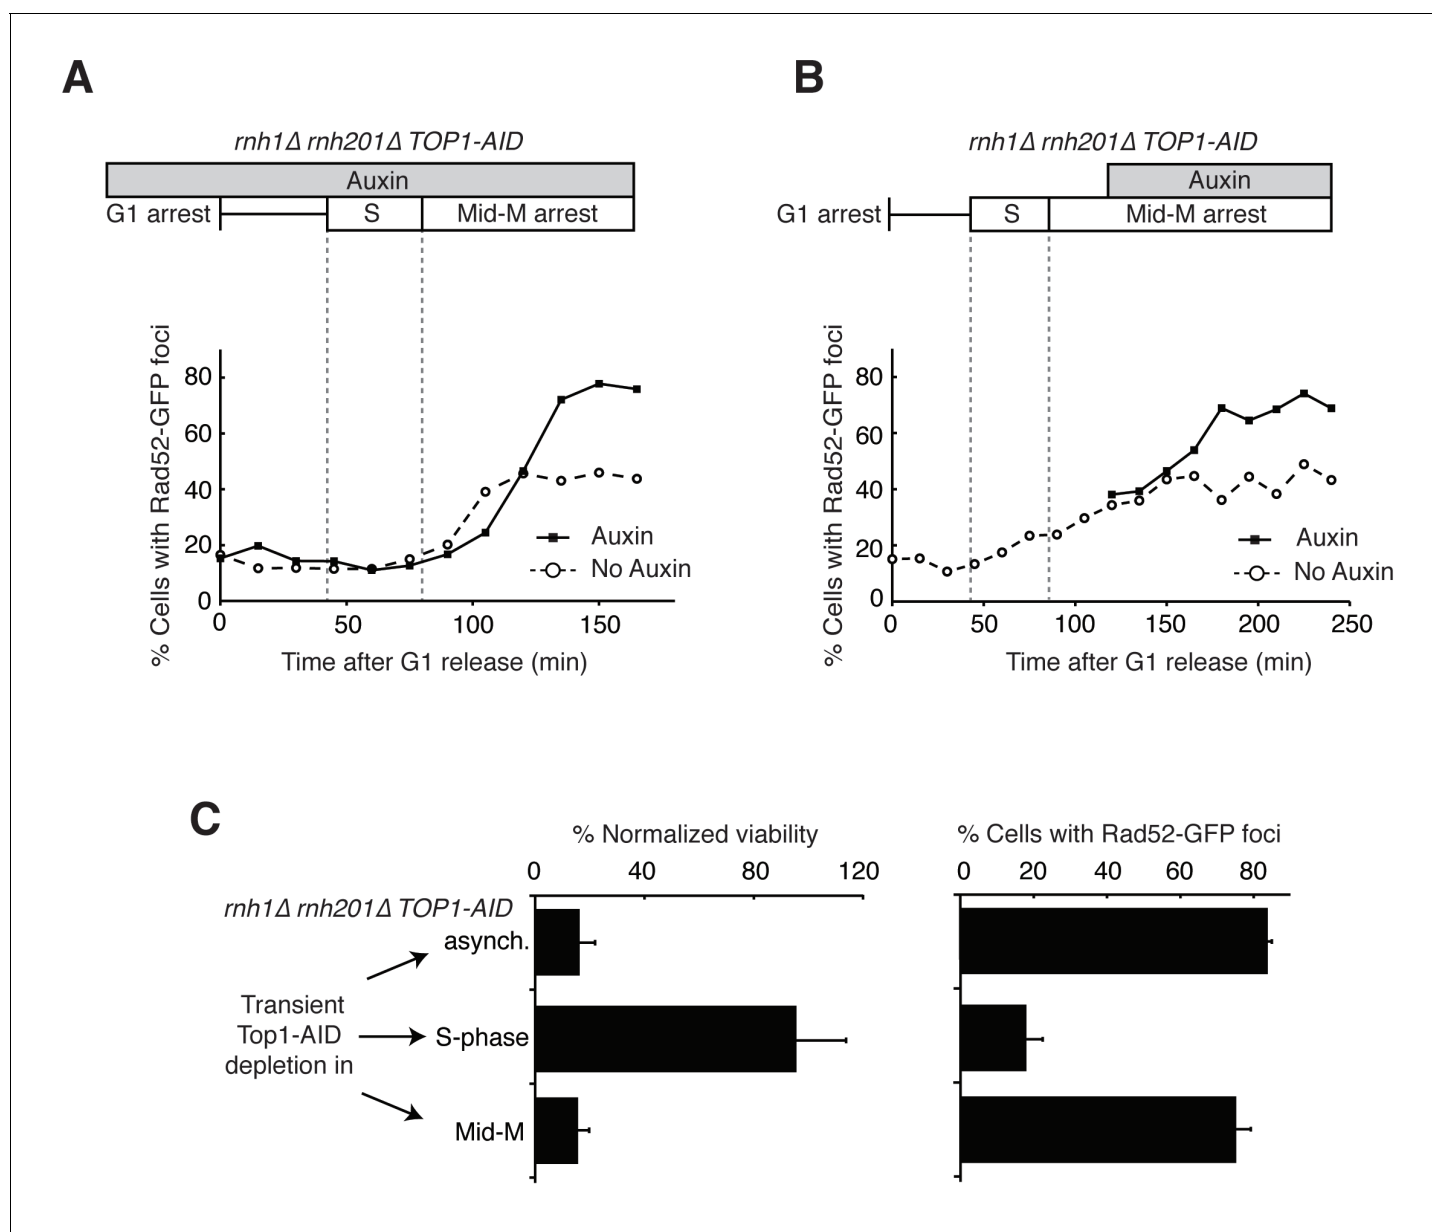 A
rnh1Δ rnh201Δ TOP1-AID
Auxin
G1 arrest
S
Mid-M arrest
% Cells with Rad52-GFP foci
80
60
40
20
0
Auxin
No Auxin
0
50
100
150
Time after G1 release (min)
B
rnh1Δ rnh201Δ TOP1-AID
Auxin
G1 arrest
S
Mid-M arrest
% Cells with Rad52-GFP foci
80
60
40
20
0
Auxin
No Auxin
0
50
100
150
200
250
Time after G1 release (min)
C
% Normalized viability
0
40
80
120
% Cells with Rad52-GFP foci
0
20
40
60
80
rnh1Δ rnh201Δ TOP1-AID
asynch.
Transient
Top1-AID
depletion in
S-phase
Mid-M